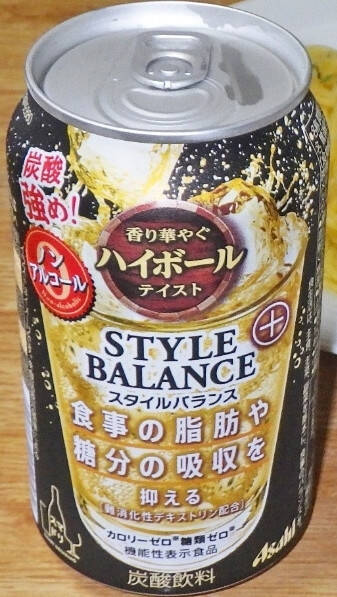 炭酸
強め!
ノン
アルコール
香り華やぐ
ハイボール
テイスト
STYLE
BALANCE
スタイルバランス
食事の脂肪や
糖分の吸収を
抑える
難消化性デキストリン配合
カロリーゼロ※糖類ゼロ※
機能性表示食品
Asahi
炭酸飲料